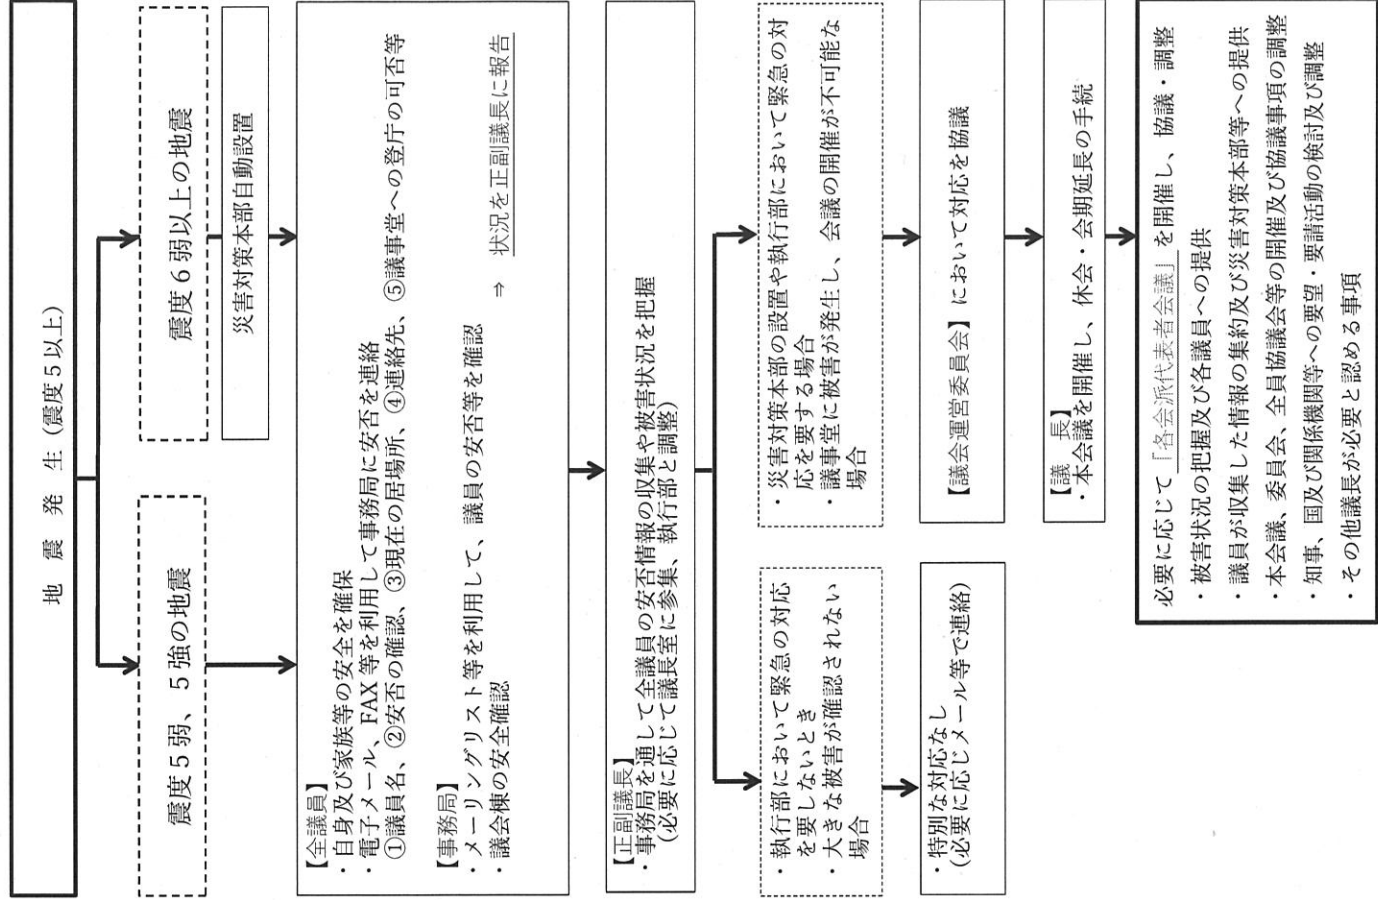 地　震　発　生（震度５以上）
震度５弱、５強の地震
震度６弱以上の地震
災害対策本部自動設置
【全議員】
・自身及び家族等の安全を確保
・電子メール、FAX等を利用して事務局に安否を連絡
①議員名、②安否の確認、③現在の居場所、④連絡先、⑤議事堂への登庁の可否等
【事務局】
・メーリングリスト等を利用して、議員の安否等を確認　⇒　状況を正副議長に報告
・議会棟の安全確認
【正副議長】
・事務局を通して全議員の安否情報の収集や被害状況を把握
（必要に応じて議長室に参集、執行部と調整）
・執行部において緊急の対応
を要しないとき
・大きな被害が確認されない
場合
・特別な対応なし
（必要に応じメール等で連絡）
・災害対策本部の設置や執行部において緊急の対
応を要する場合
・議事堂に被害が発生し、会議の開催が不可能な
場合
【議会運営委員会】において対応を協議
【議　長】
・本会議を開催し、休会・会期延長の手続
必要に応じて「各会派代表者会議」を開催し、協議・調整
・被害状況の把握及び各議員への提供
・議員が収集した情報の集約及び災害対策本部等への提供
・本会議、委員会、全員協議会等の開催及び協議事項の調整
・知事、国及び関係機関等への要望・要請活動の検討及び調整
・その他議長が必要と認める事項